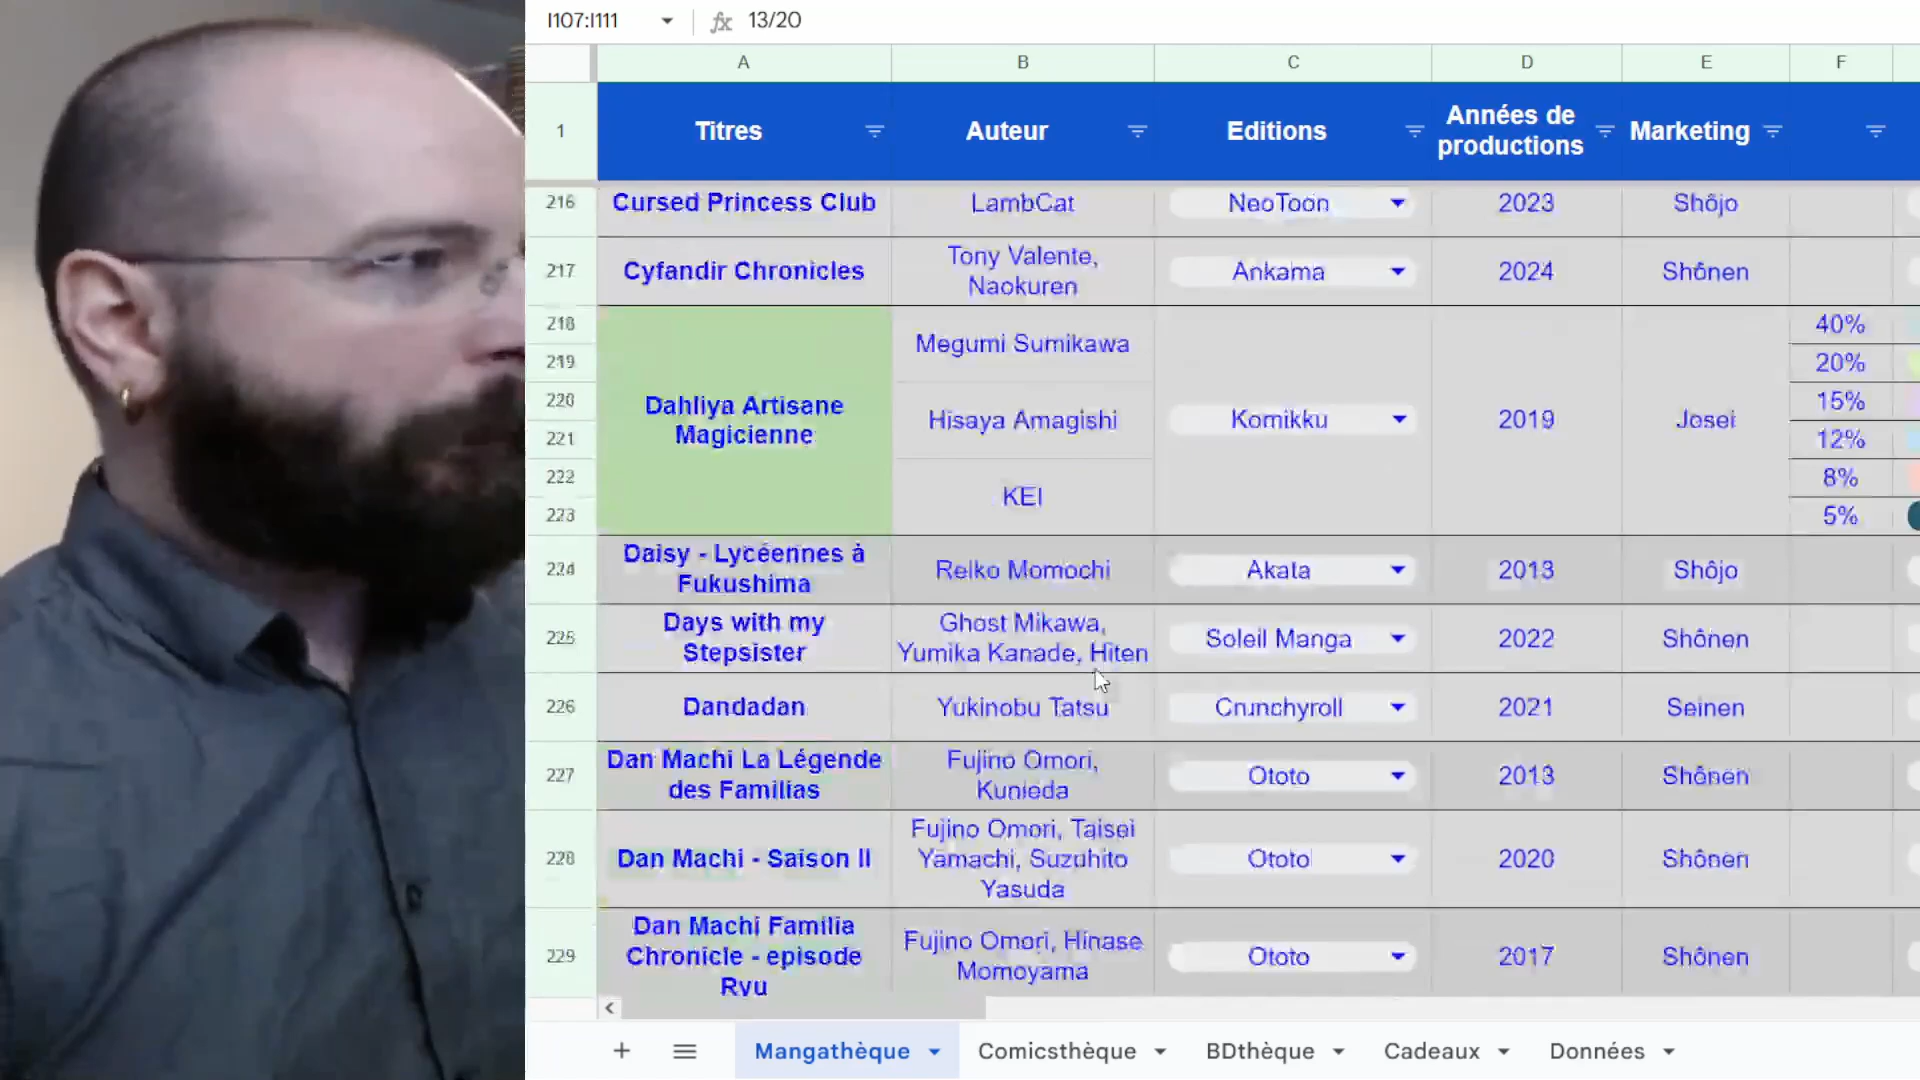 I107:I111 fx 13/20
A B C D E F
1 Titres Auteur Editions Années de productions Marketing
216 Cursed Princess Club LambCat NeoToon 2023 Shôjo
217 Cyfandir Chronicles Tony Valente, Naokuren Ankama 2024 Shônen
218 Dahliya Artisane Magicienne Megumi Sumikawa Komikku 2019 Josei 40%
219 20%
220 Hisaya Amagishi 15%
221 12%
222 KEI 8%
223 5%
224 Daisy - Lycéennes à Fukushima Reiko Momochi Akata 2013 Shôjo
225 Days with my Stepsister Ghost Mikawa, Yumika Kanade, Hiten Soleil Manga 2022 Shônen
226 Dandadan Yukinobu Tatsu Crunchyroll 2021 Seinen
227 Dan Machi La Légende des Familias Fujino Omori, Kunieda Ototo 2013 Shônen
228 Dan Machi - Saison II Fujino Omori, Taisei Yamachi, Suzuhito Yasuda Ototo 2020 Shônen
229 Dan Machi Familia Chronicle - episode Ryu Fujino Omori, Hinase Momoyama Ototo 2017 Shônen
Mangathèque Comicsthèque BDthèque Cadeaux Données